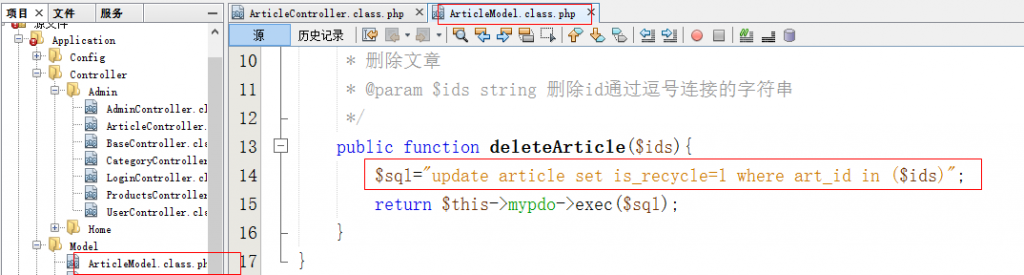 项目 × 文件 服务
源文件
Application
Config
Controller
Admin
AdminController.cl
ArticleController.
BaseController.cla
CategoryController
LoginController.cl
ProductsController
UserController.cla
Home
Model
ArticleModel.class.ph
ArticleController.class.php × ArticleModel.class.php ×
源 历史记录
10 * 删除文章
11 * @param $ids string 删除id通过逗号连接的字符串
12 */
13 public function deleteArticle($ids){
14 $sql="update article set is_recycle=1 where art_id in ($ids)";
15 return $this->mypdo->exec($sql);
16 }
17 }